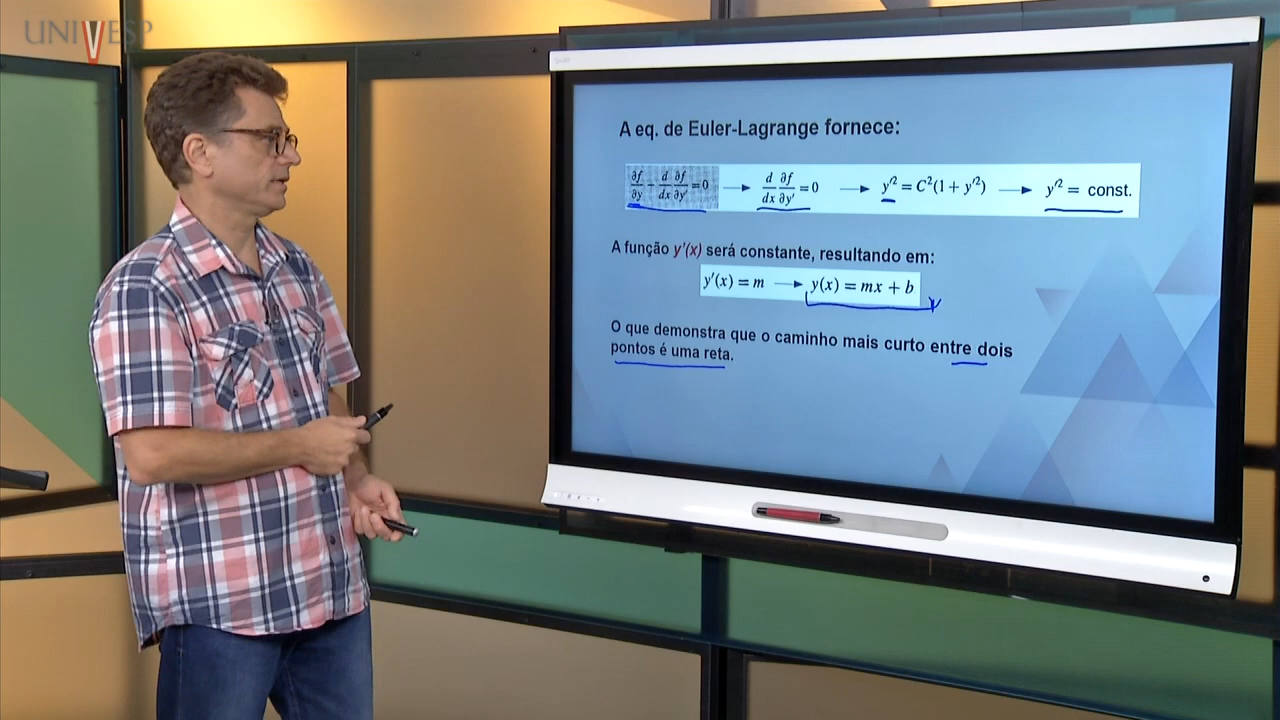 UNIVESP
A eq. de Euler-Lagrange fornece:
∂f/∂y − d/dx ∂f/∂y′ = 0 → d/dx ∂f/∂y′ = 0 → y′² = C²(1 + y′²) → y′² = const.
A função y'(x) será constante, resultando em:
y′(x) = m → y(x) = mx + b
O que demonstra que o caminho mais curto entre dois
pontos é uma reta.